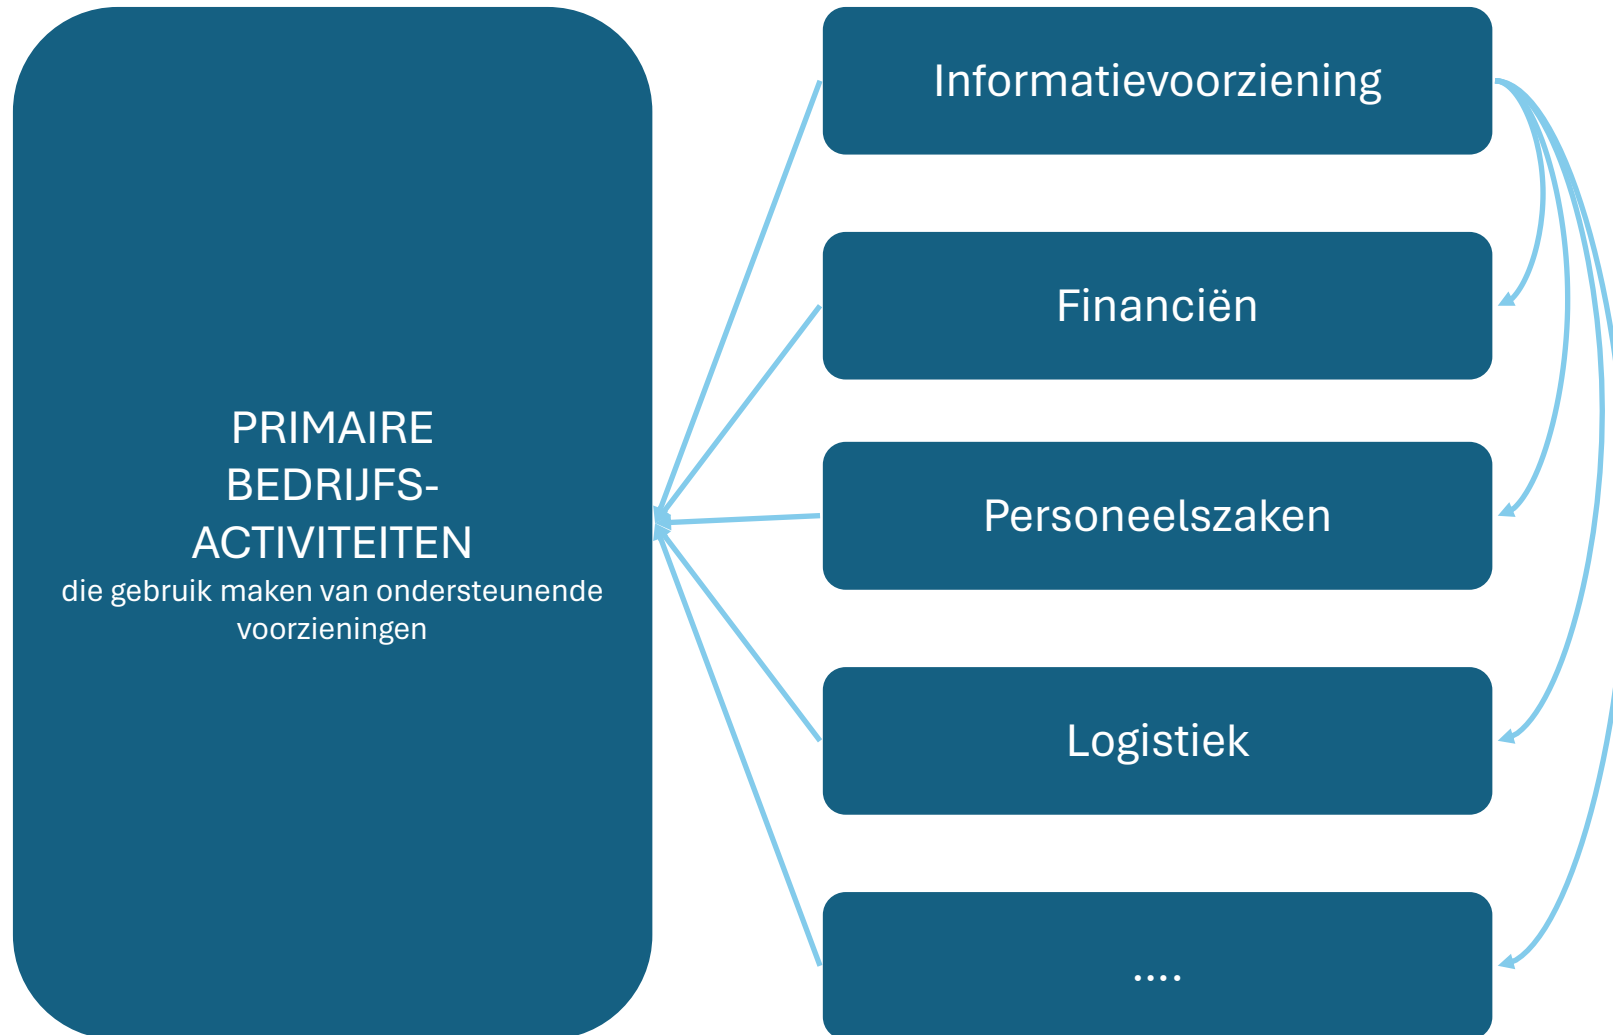 PRIMAIRE
BEDRIJFS-
ACTIVITEITEN
die gebruik maken van ondersteunende
voorzieningen
Informatievoorziening
Financiën
Personeelszaken
Logistiek
....